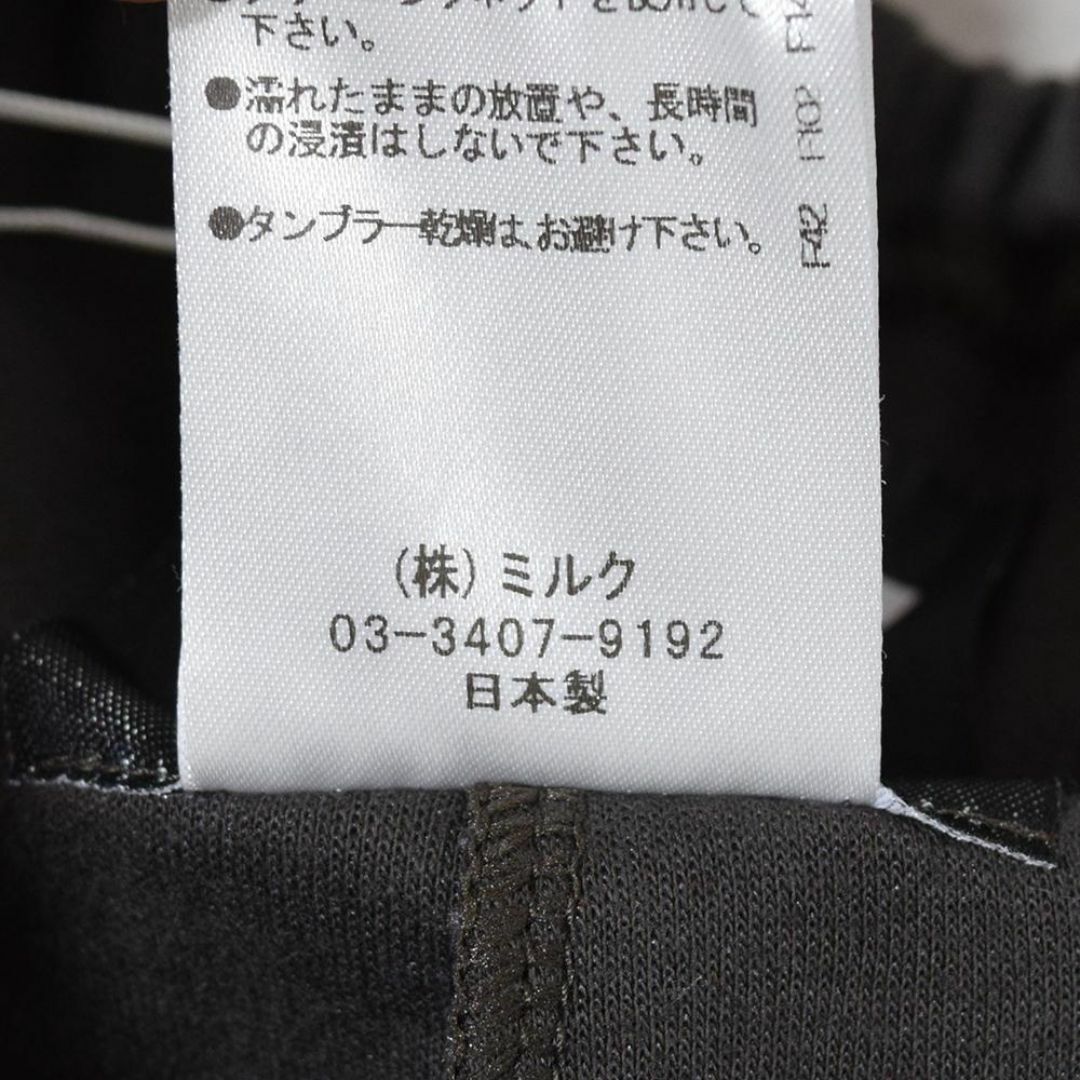 下さい。
●濡れたままの放置や、長時間
の浸漬はしないで下さい。
●タンブラー乾燥は、お避け下さい。
(株)ミルク
03-3407-9192
日本製
F42